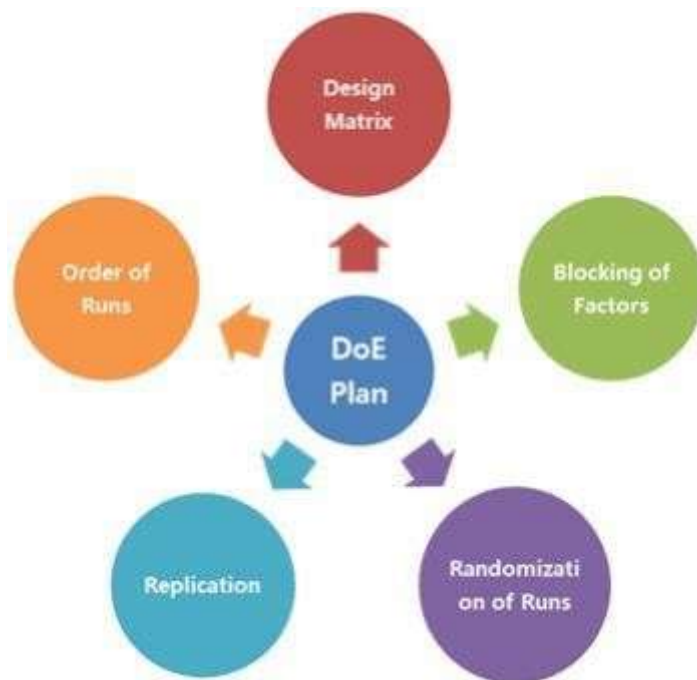 Design
Matrix
Order of
Runs
Blocking of
Factors
DoE
Plan
Replication
Randomizati
on of Runs